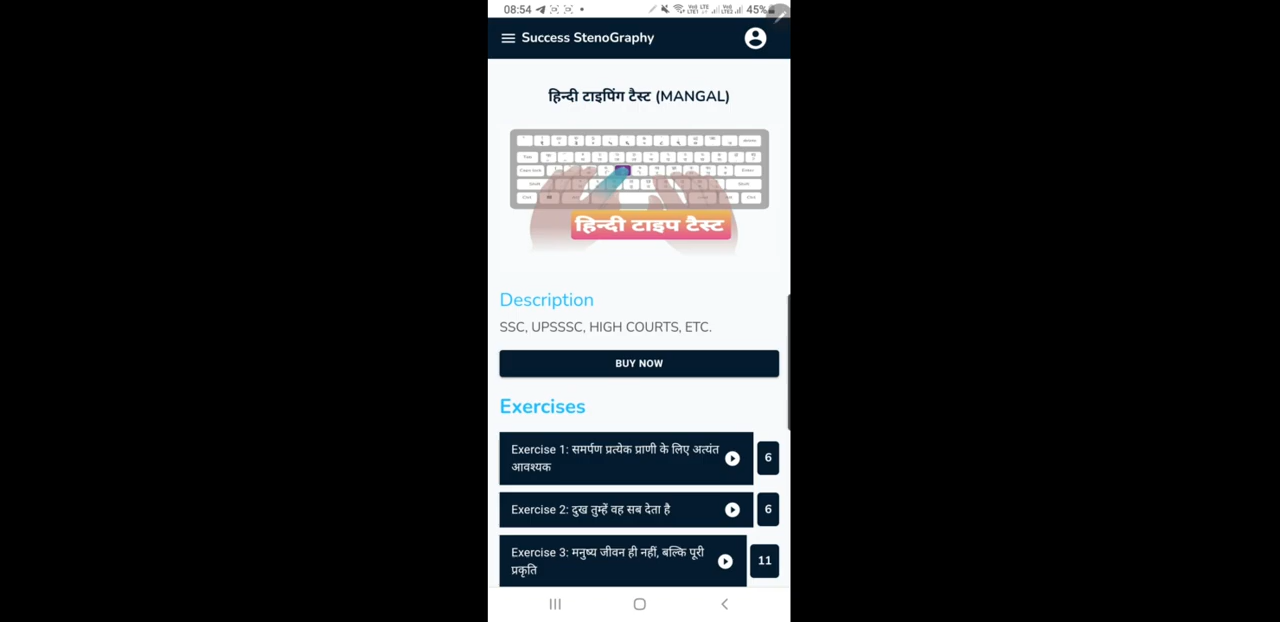 08:54
45%
Success StenoGraphy
हिन्दी टाइपिंग टैस्ट (MANGAL)
हिन्दी टाइप टैस्ट
Description
SSC, UPSSSC, HIGH COURTS, ETC.
BUY NOW
Exercises
Exercise 1: समर्पण प्रत्येक प्राणी के लिए अत्यंत
आवश्यक
6
Exercise 2: दुख तुम्हें वह सब देता है
6
Exercise 3: मनुष्य जीवन ही नहीं, बल्कि पूरी
प्रकृति
11